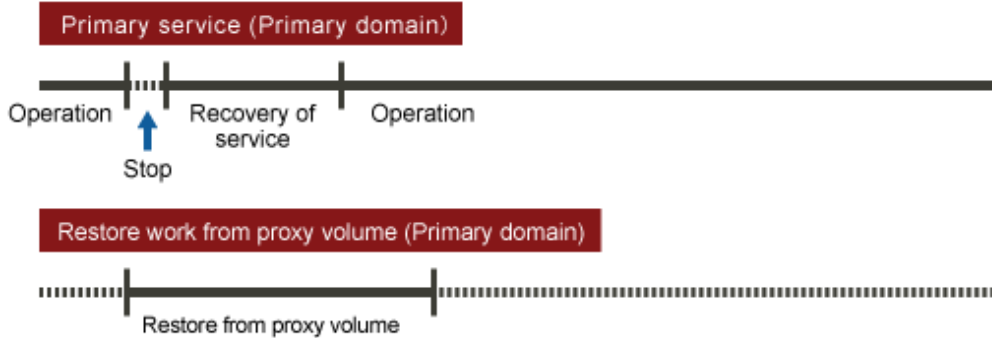 Primary service (Primary domain)
Operation
Recovery of
service
Operation
Stop
Restore work from proxy volume (Primary domain)
Restore from proxy volume